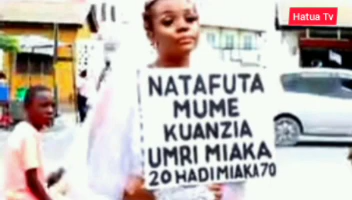 Hatua Tv
NATAFUTA
MUME
KUANZIA
UMRI MIAKA
20 HADI MIAKA 70